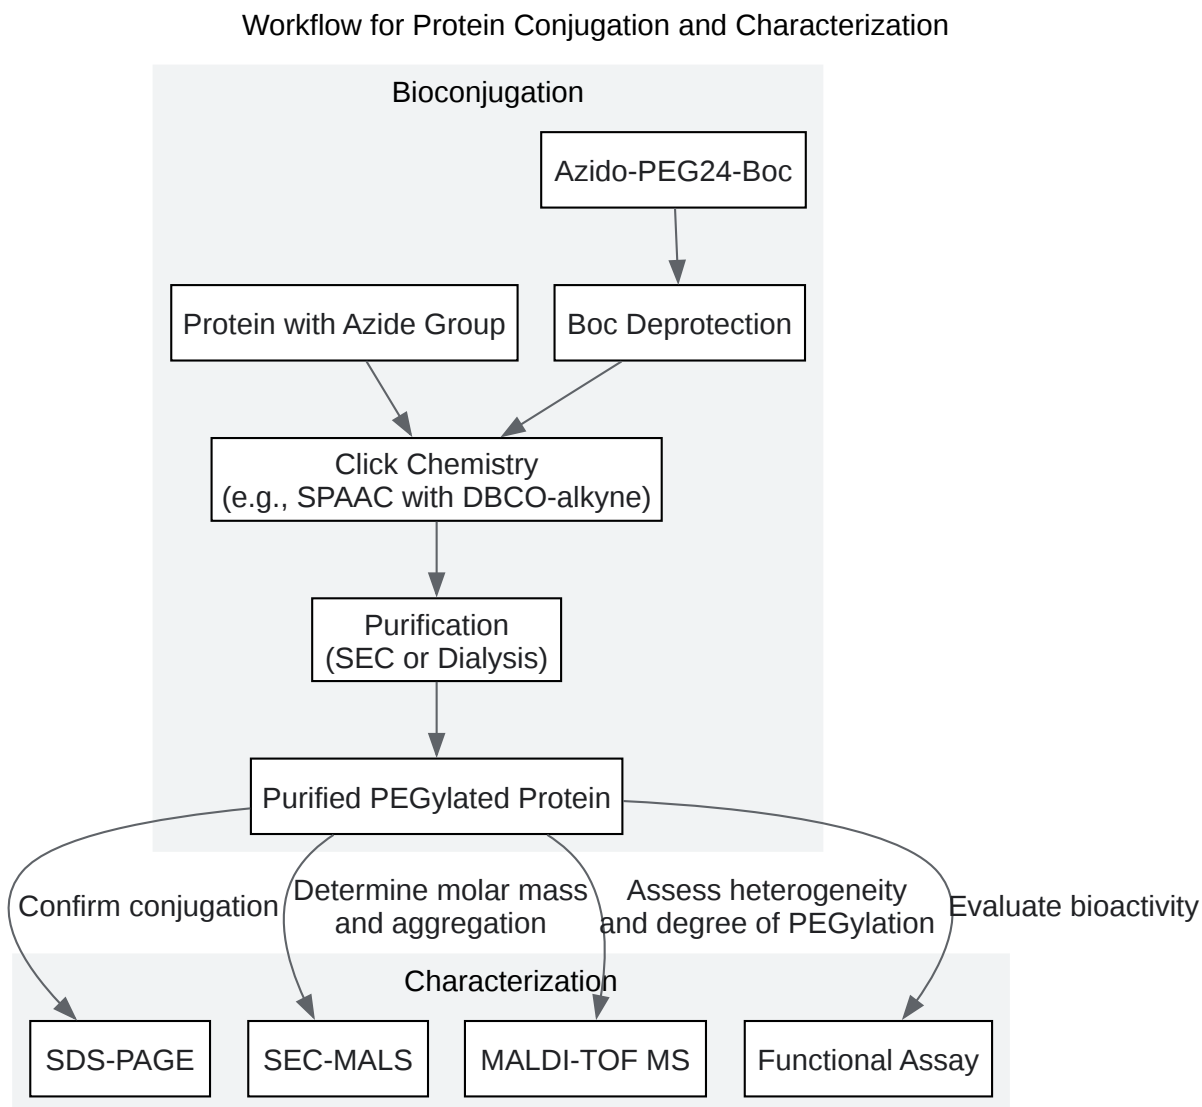 Workflow for Protein Conjugation and Characterization
Bioconjugation
Azido-PEG24-Boc
Protein with Azide Group
Boc Deprotection
Click Chemistry
(e.g., SPAAC with DBCO-alkyne)
Purification
(SEC or Dialysis)
Purified PEGylated Protein
Confirm conjugation
Determine molar mass
and aggregation
Assess heterogeneity
and degree of PEGylation
Evaluate bioactivity
Characterization
SDS-PAGE
SEC-MALS
MALDI-TOF MS
Functional Assay